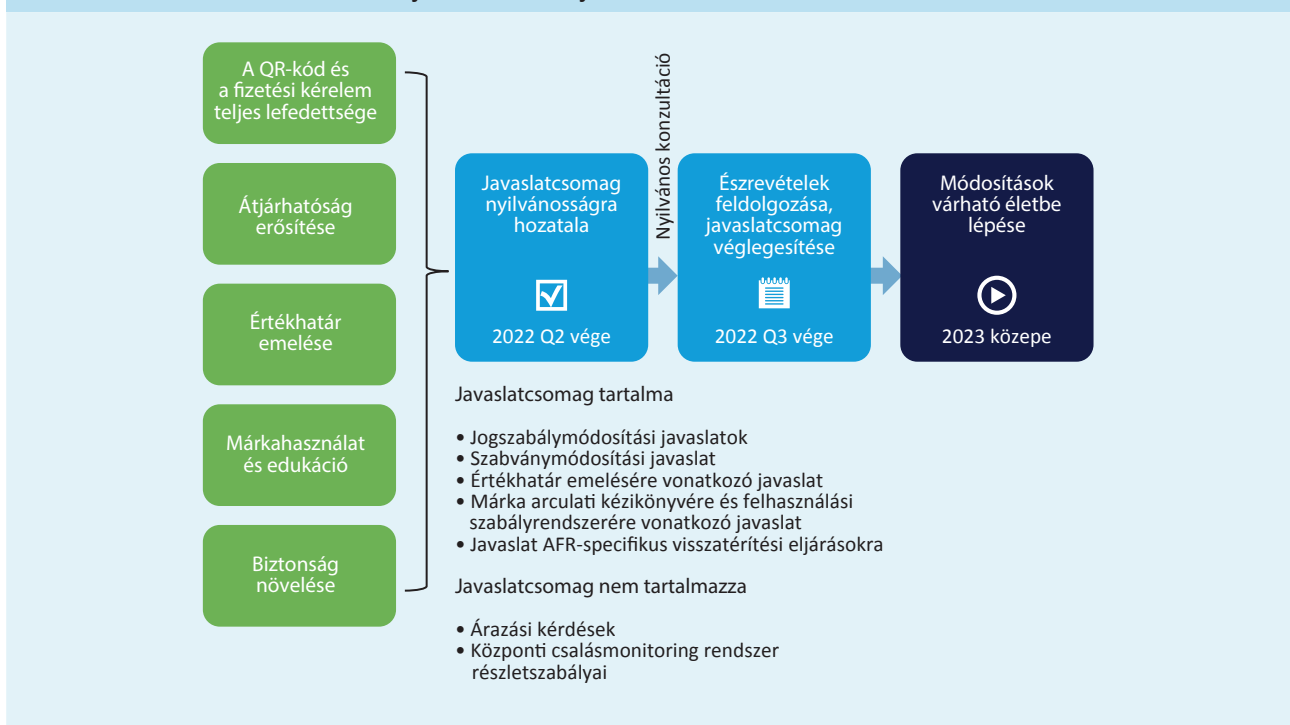 A QR-kód és
a fizetési kérelem
teljes lefedettsége
Átjárhatóság
erősítése
Értékhatár
emelése
Márkahasználat
és edukáció
Biztonság
növelése
Javaslatcsomag
nyilvánosságra
hozatala
2022 Q2 vége
Nyilvános konzultáció
Észrevételek
feldolgozása,
javaslatcsomag
véglegesítése
2022 Q3 vége
Módosítások
várható életbe
lépése
2023 közepe
Javaslatcsomag tartalma
• Jogszabálymódosítási javaslatok
• Szabványmódosítási javaslat
• Értékhatár emelésére vonatkozó javaslat
• Márka arculati kézikönyvére és felhasználási
szabályrendszerére vonatkozó javaslat
• Javaslat AFR-specifikus visszatérítési eljárásokra
Javaslatcsomag nem tartalmazza
• Árazási kérdések
• Központi csalásmonitoring rendszer
részletszabályai